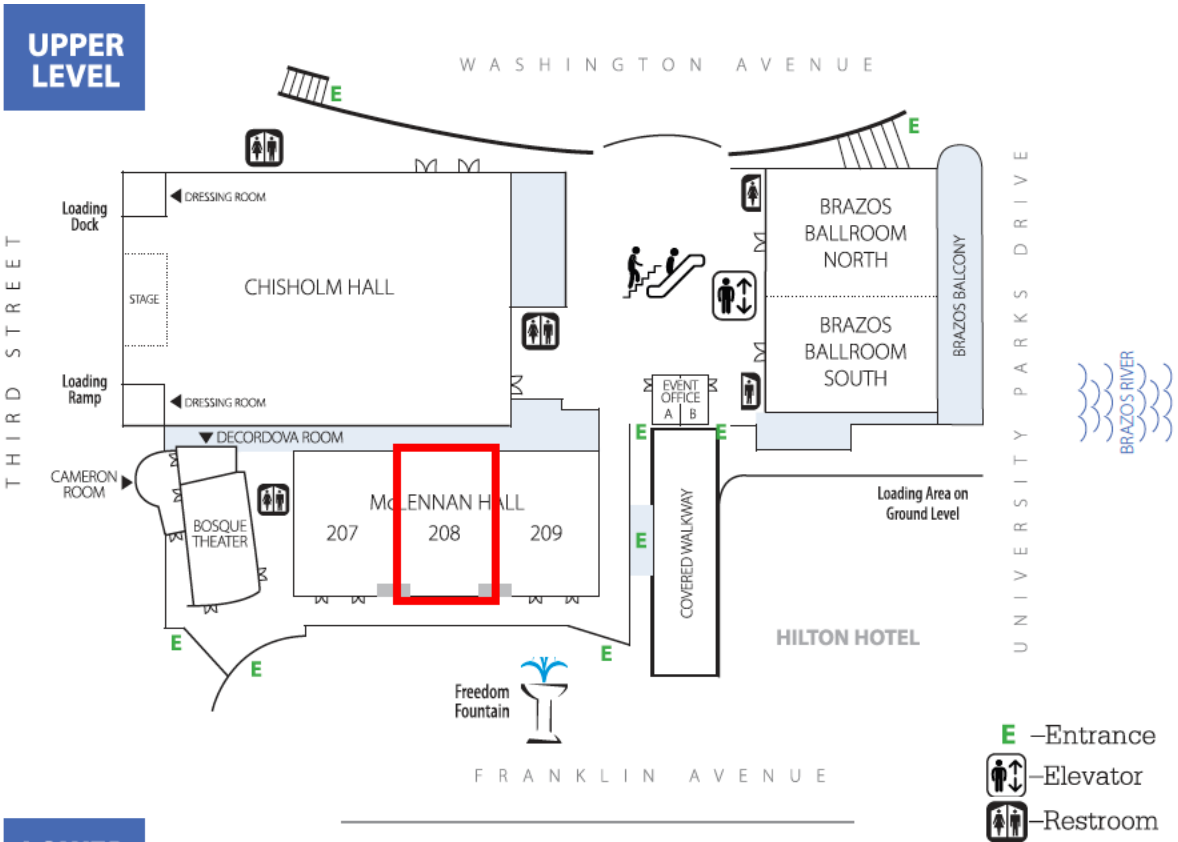 UPPER
LEVEL
WASHINGTON AVENUE
E
E
DRESSING ROOM
Loading
Dock
THIRD STREET
STAGE
CHISHOLM HALL
BRAZOS
BALLROOM
NORTH
BRAZOS
BALLROOM
SOUTH
BRAZOS BALCONY
UNIVERSITY PARKS DRIVE
BRAZOS RIVER
Loading
Ramp
DRESSING ROOM
EVENT
OFFICE
A B
E
E
DECORDOVA ROOM
CAMERON
ROOM
BOSQUE
THEATER
McLENNAN HALL
207
208
209
E
COVERED WALKWAY
Loading Area on
Ground Level
HILTON HOTEL
E
E
E
Freedom
Fountain
FRANKLIN AVENUE
E –Entrance
–Elevator
–Restroom